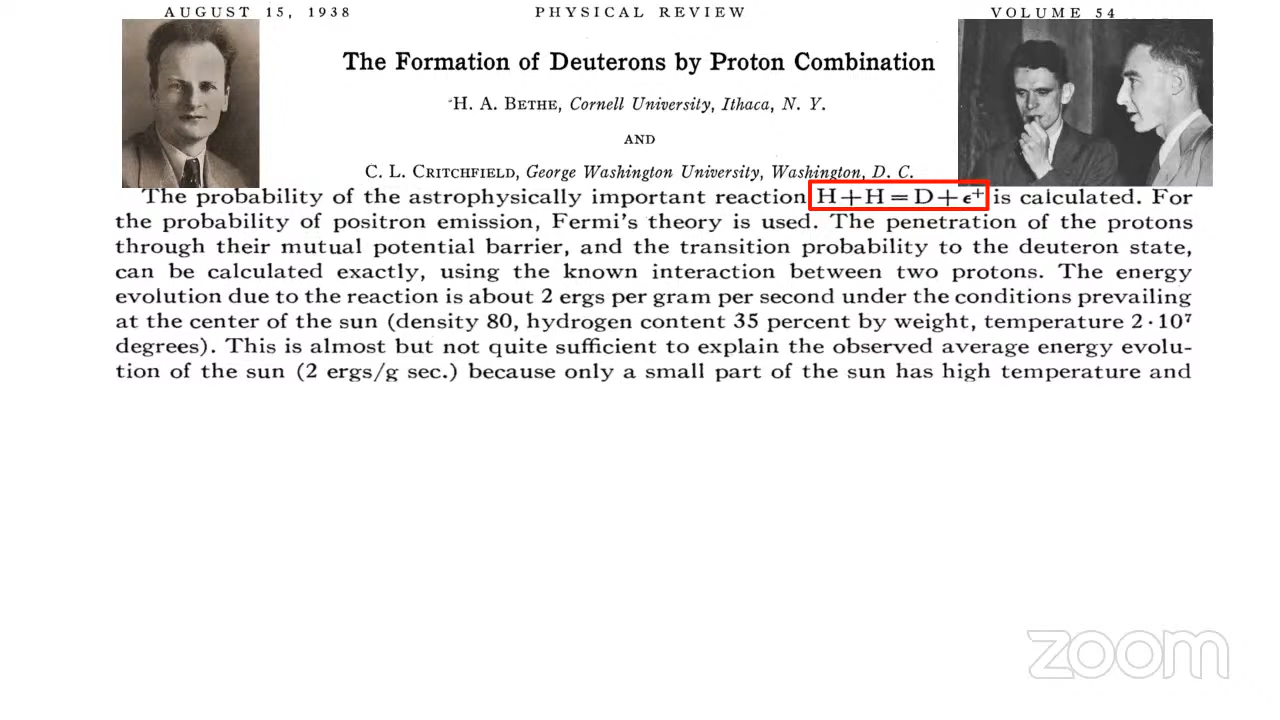 AUGUST 15, 1938 PHYSICAL REVIEW VOLUME 54
The Formation of Deuterons by Proton Combination
H. A. BETHE, Cornell University, Ithaca, N. Y.
AND
C. L. CRITCHFIELD, George Washington University, Washington, D. C.
The probability of the astrophysically important reaction H+H=D+ϵ⁺ is calculated. For
the probability of positron emission, Fermi's theory is used. The penetration of the protons
through their mutual potential barrier, and the transition probability to the deuteron state,
can be calculated exactly, using the known interaction between two protons. The energy
evolution due to the reaction is about 2 ergs per gram per second under the conditions prevailing
at the center of the sun (density 80, hydrogen content 35 percent by weight, temperature 2·10⁷
degrees). This is almost but not quite sufficient to explain the observed average energy evolu-
tion of the sun (2 ergs/g sec.) because only a small part of the sun has high temperature and
zoom